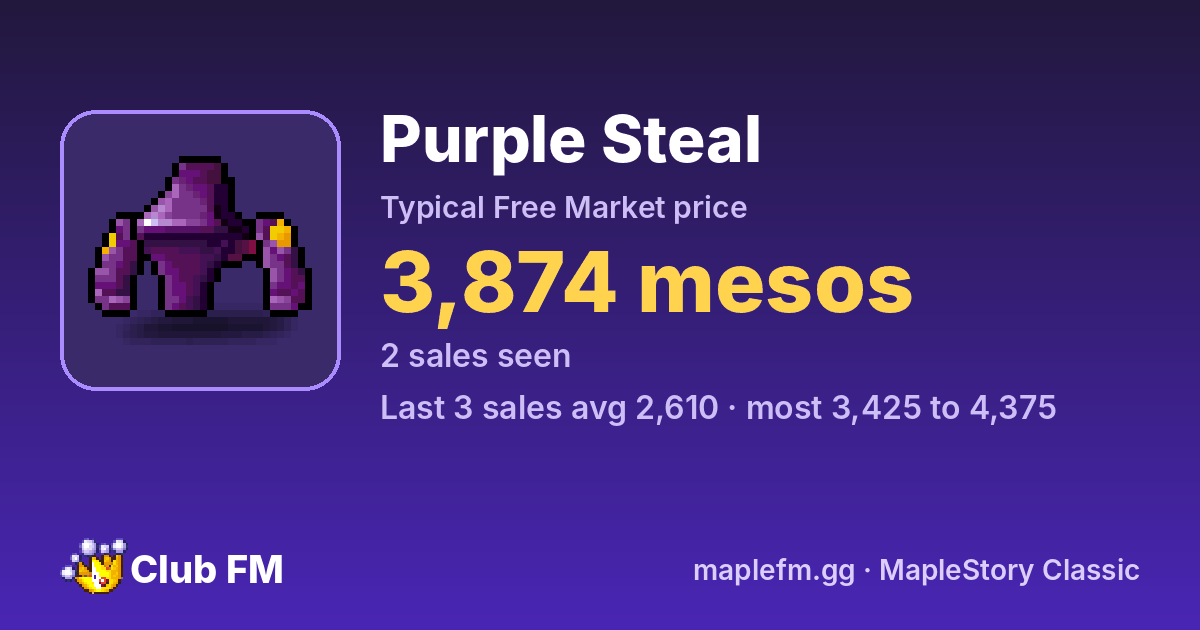 Purple Steal
Typical Free Market price
3,874 mesos
2 sales seen
Last 3 sales avg 2,610 · most 3,425 to 4,375
Club FM
maplefm.gg · MapleStory Classic